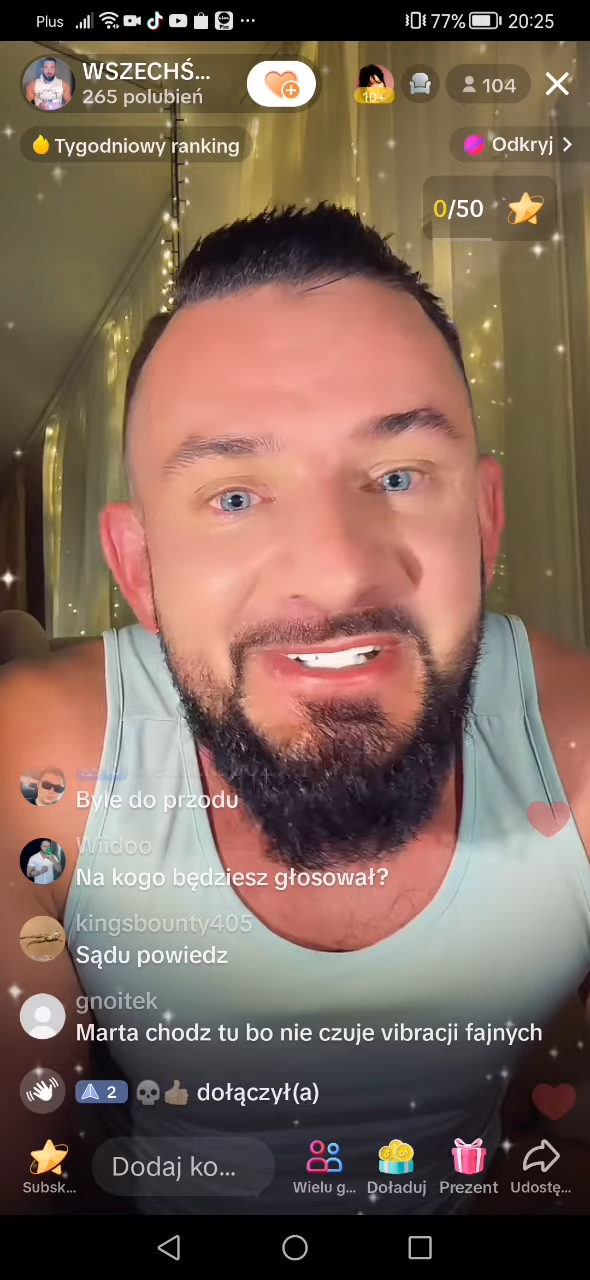 Plus 77% 20:25
WSZECHŚ...
265 polubień
10+
104
Tygodniowy ranking
Odkryj
0/50
Byle do przodu
Wiidoo
Na kogo będziesz głosował?
kingsbounty405
Sądu powiedz
gnoitek
Marta chodz tu bo nie czuje vibracji fajnych
2 💀👍 dołączył(a)
Dodaj ko...
Subsk...
Wielu g...
Doładuj
Prezent
Udostę...